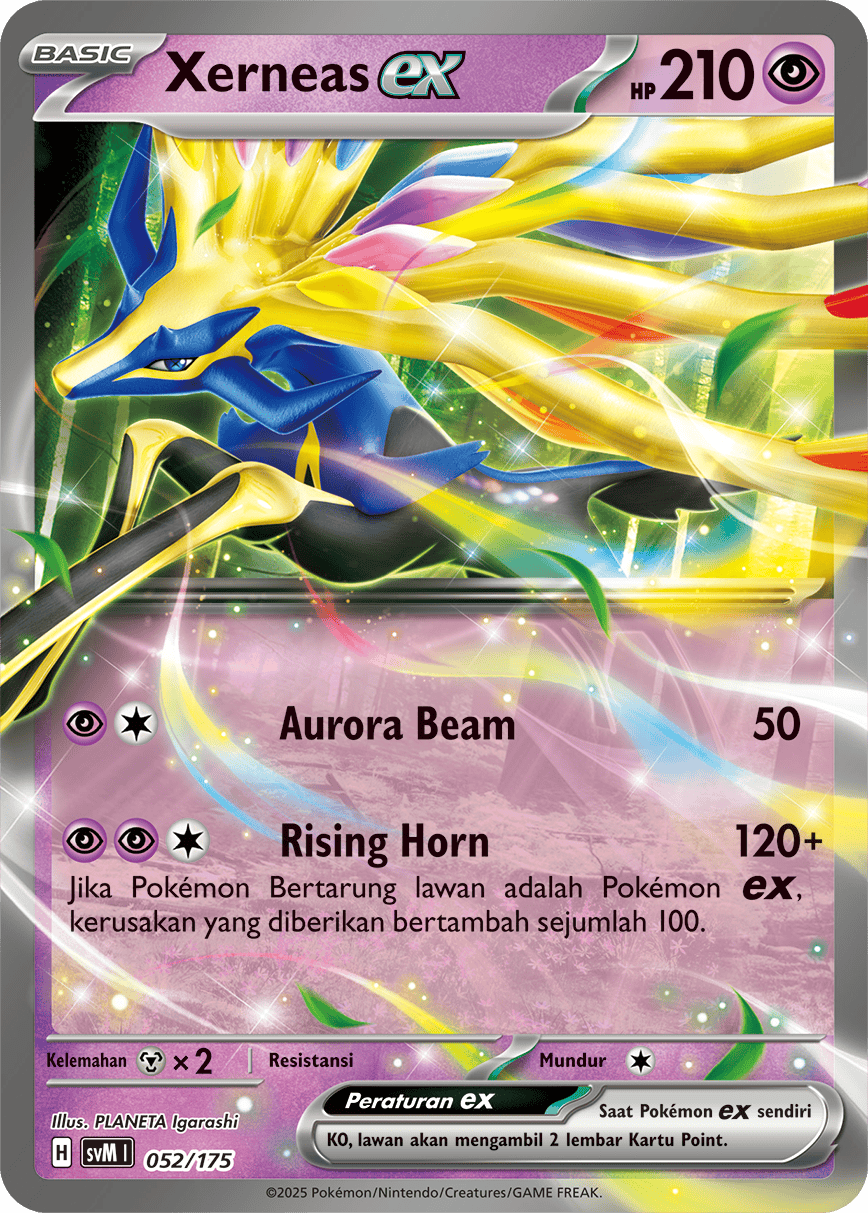 BASIC Xerneas ex HP 210
Aurora Beam 50
Rising Horn 120+
Jika Pokémon Bertarung lawan adalah Pokémon ex,
kerusakan yang diberikan bertambah sejumlah 100.
Kelemahan × 2 Resistansi Mundur
Illus. PLANETA Igarashi
Peraturan ex Saat Pokémon ex sendiri
KO, lawan akan mengambil 2 lembar Kartu Point.
H svM I 052/175
©2025 Pokémon/Nintendo/Creatures/GAME FREAK.